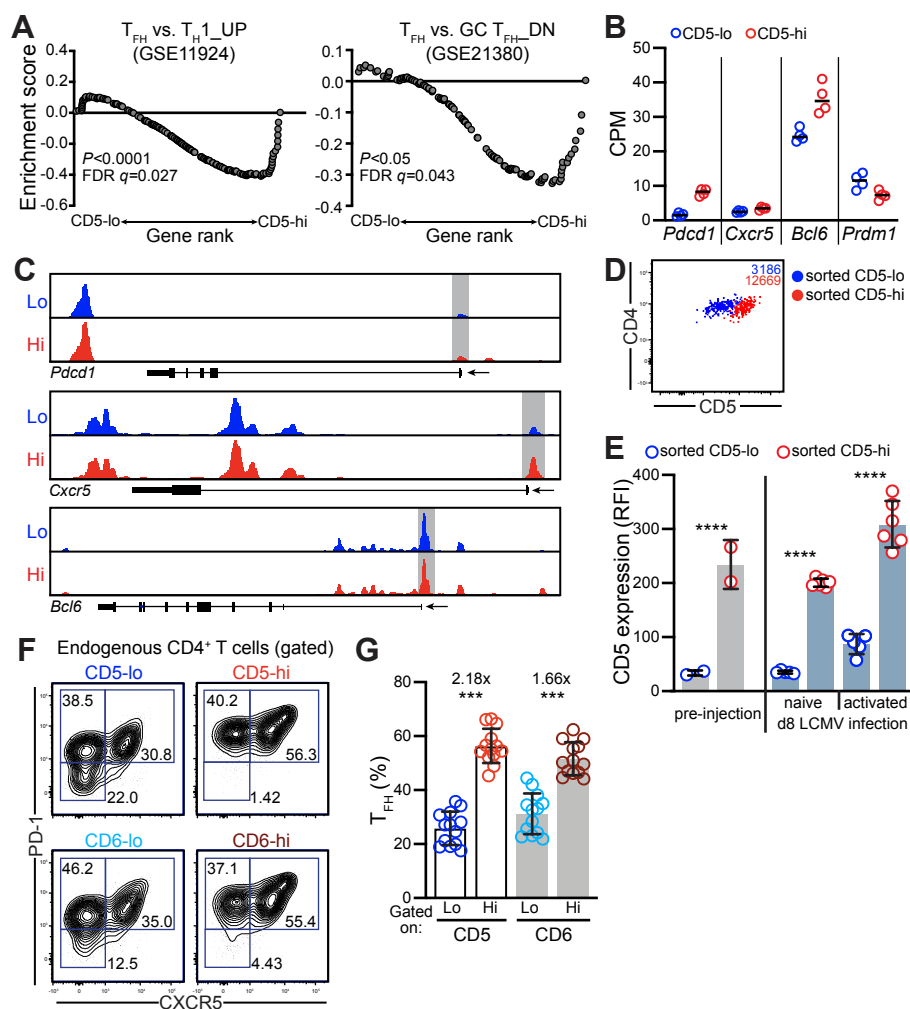 A
T_FH vs. T_H1_UP
(GSE11924)
T_FH vs. GC T_FH_DN
(GSE21380)
Enrichment score
0.4
0.2
0.0
-0.2
-0.4
-0.6
P<0.0001
FDR q=0.027
CD5-lo
CD5-hi
Gene rank
0.1
0.0
-0.1
-0.2
-0.3
P<0.05
FDR q=0.043
CD5-lo
CD5-hi
Gene rank
B
CD5-lo
CD5-hi
CPM
50
40
30
20
10
0
Pdcd1
Cxcr5
Bcl6
Prdm1
C
Lo
Hi
Pdcd1
Lo
Hi
Cxcr5
Lo
Hi
Bcl6
D
3186
12669
sorted CD5-lo
sorted CD5-hi
CD4
CD5
E
sorted CD5-lo
sorted CD5-hi
CD5 expression (RFI)
400
300
200
100
0
****
****
****
pre-injection
naive
activated
d8 LCMV infection
F
Endogenous CD4⁺ T cells (gated)
CD5-lo
CD5-hi
38.5
30.8
22.0
40.2
56.3
1.42
CD6-lo
CD6-hi
46.2
35.0
12.5
37.1
55.4
4.43
PD-1
CXCR5
G
T_FH (%)
80
60
40
20
0
2.18x
***
1.66x
***
Gated on:
Lo
Hi
Lo
Hi
CD5
CD6